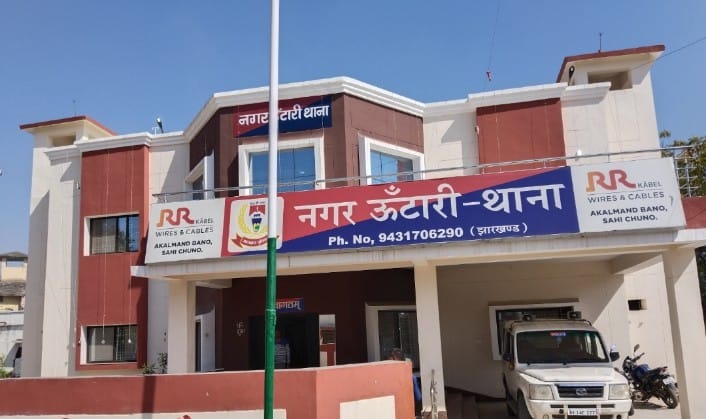 नगर ऊँटारी थाना
RR KABEL
WIRES & CABLES
AKALMAND BANO,
SAHI CHUNO.
नगर ऊँटारी-थाना
Ph. No, 9431706290 (झारखण्ड)
RR KABEL
WIRES & CABLES
AKALMAND BANO,
SAHI CHUNO.